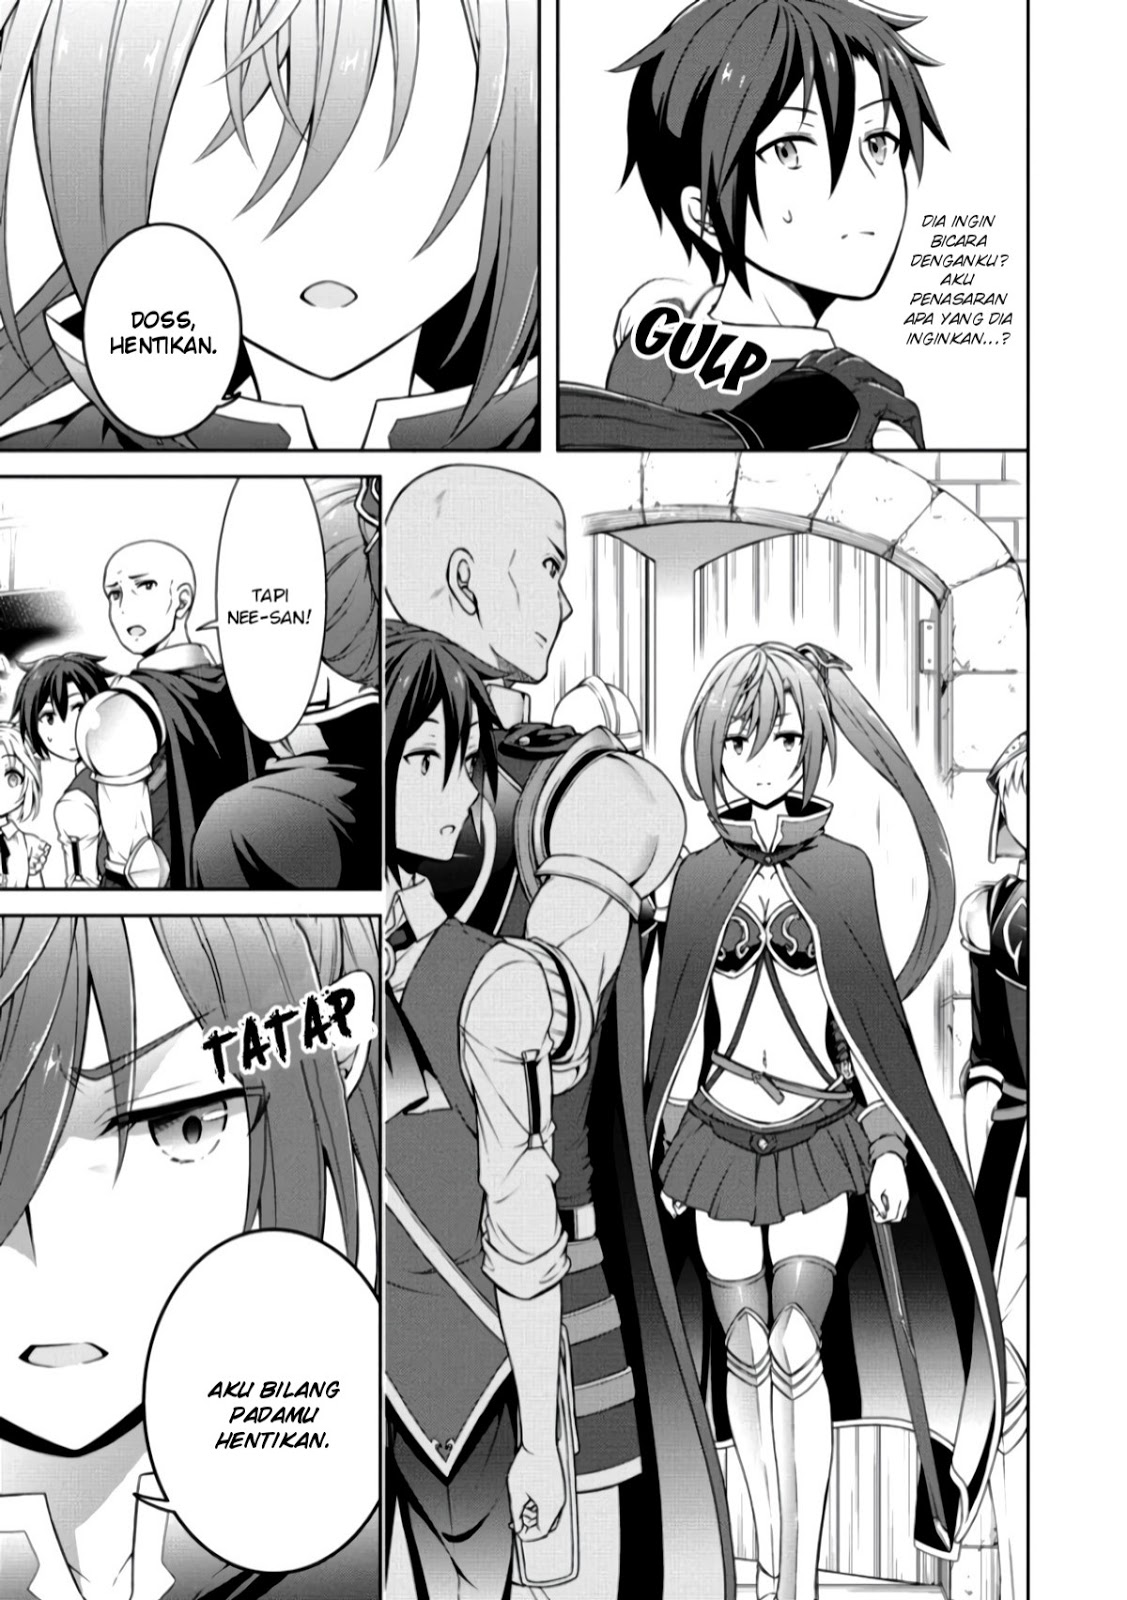 DIA INGIN
BICARA
DENGANKU?
AKU
PENASARAN
APA YANG DIA
INGINKAN...?
GULP
DOSS,
HENTIKAN.
TAPI
NEE-SAN!
TATAP
AKU BILANG
PADAMU
HENTIKAN.